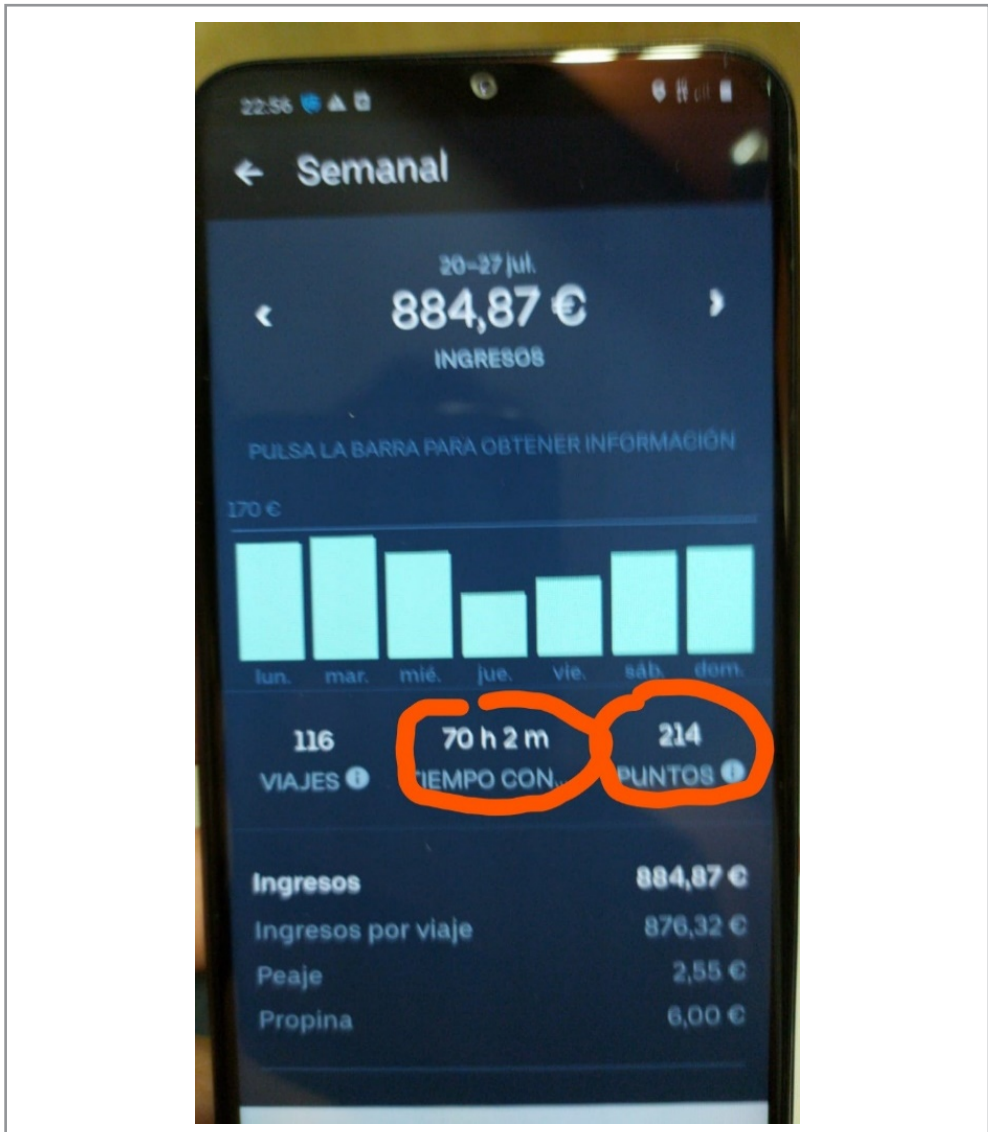 22:56
← Semanal
20–27 jul.
884,87 €
INGRESOS
PULSA LA BARRA PARA OBTENER INFORMACIÓN
170 €
lun. mar. mié. jue. vie. sáb. dom.
116 70 h 2 m 214
VIAJES TIEMPO CON... PUNTOS
Ingresos 884,87 €
Ingresos por viaje 876,32 €
Peaje 2,55 €
Propina 6,00 €